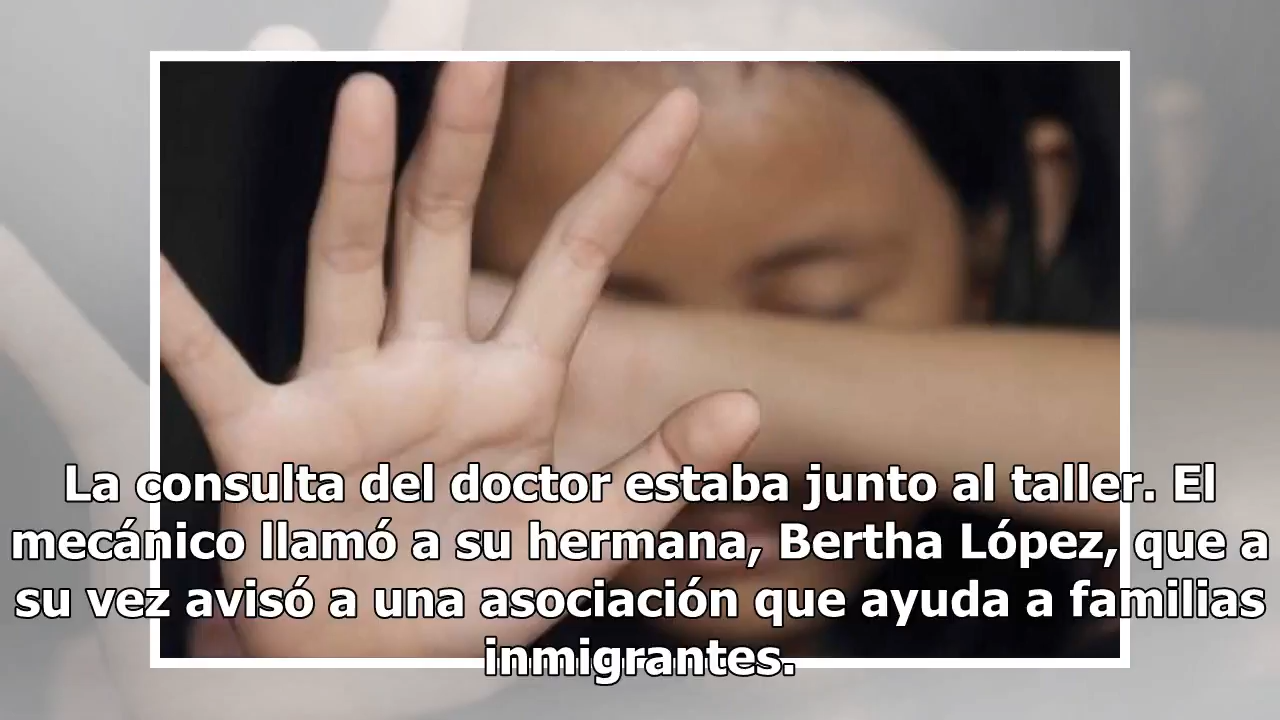 La consulta del doctor estaba junto al taller. El
mecánico llamó a su hermana, Bertha López, que a
su vez avisó a una asociación que ayuda a familias
inmigrantes.